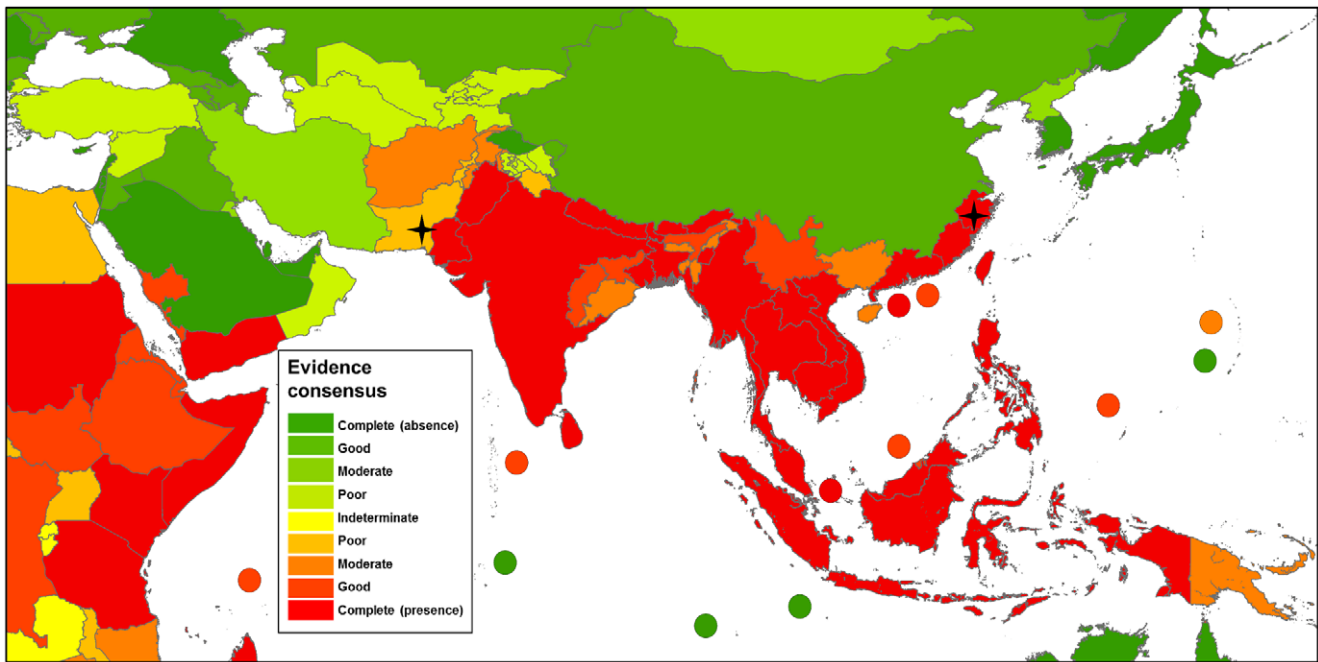 Evidence
consensus
Complete (absence)
Good
Moderate
Poor
Indeterminate
Poor
Moderate
Good
Complete (presence)